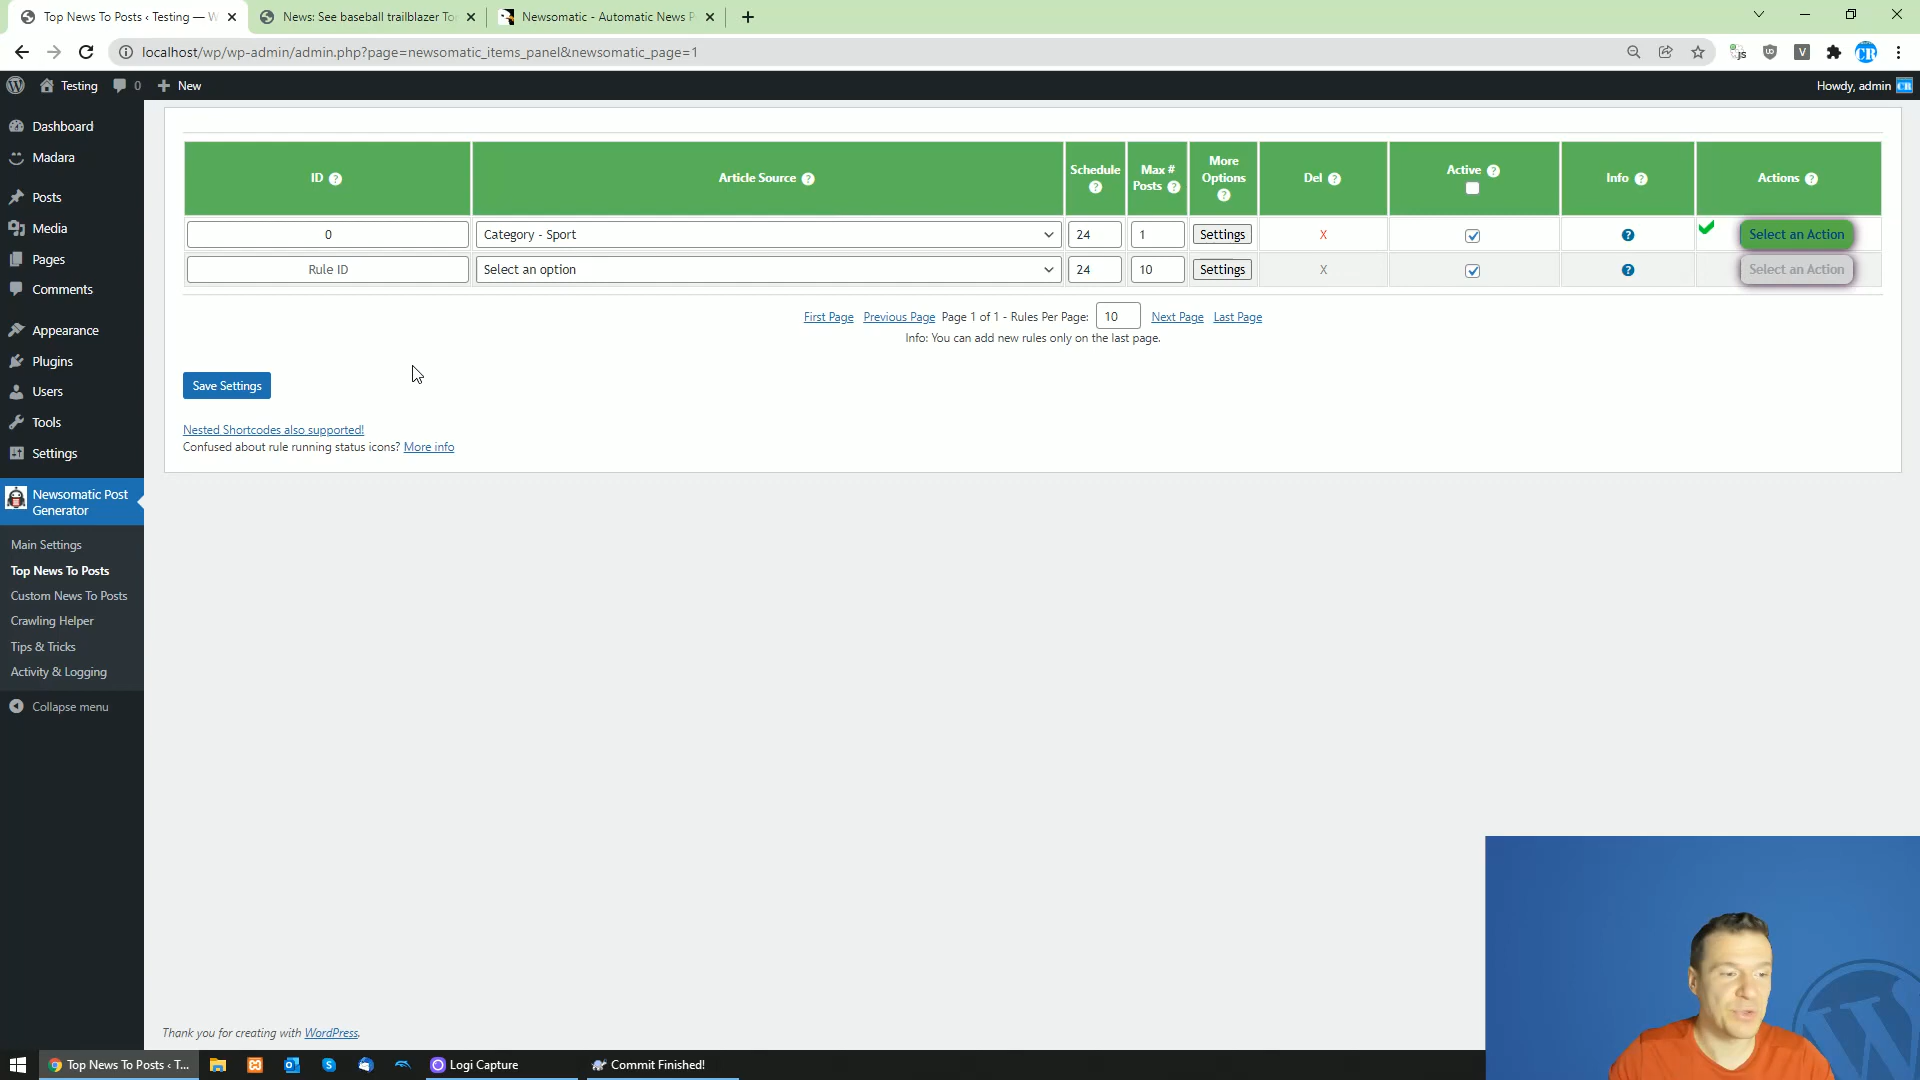 Top News To Posts ‹ Testing — W
News: See baseball trailblazer To
Newsomatic - Automatic News P
localhost/wp/wp-admin/admin.php?page=newsomatic_items_panel&newsomatic_page=1
Testing
0
New
Howdy, admin
Dashboard
Madara
Posts
Media
Pages
Comments
Appearance
Plugins
Users
Tools
Settings
Newsomatic Post
Generator
Main Settings
Top News To Posts
Custom News To Posts
Crawling Helper
Tips & Tricks
Activity & Logging
Collapse menu
ID
Article Source
Schedule
Max #
Posts
More
Options
Del
Active
Info
Actions
0
Category - Sport
24
1
Settings
X
Select an Action
Rule ID
Select an option
24
10
Settings
X
Select an Action
First Page Previous Page Page 1 of 1 - Rules Per Page: 10 Next Page Last Page
Info: You can add new rules only on the last page.
Save Settings
Nested Shortcodes also supported!
Confused about rule running status icons? More info
Thank you for creating with WordPress.
Top News To Posts ‹ T...
Logi Capture
Commit Finished!